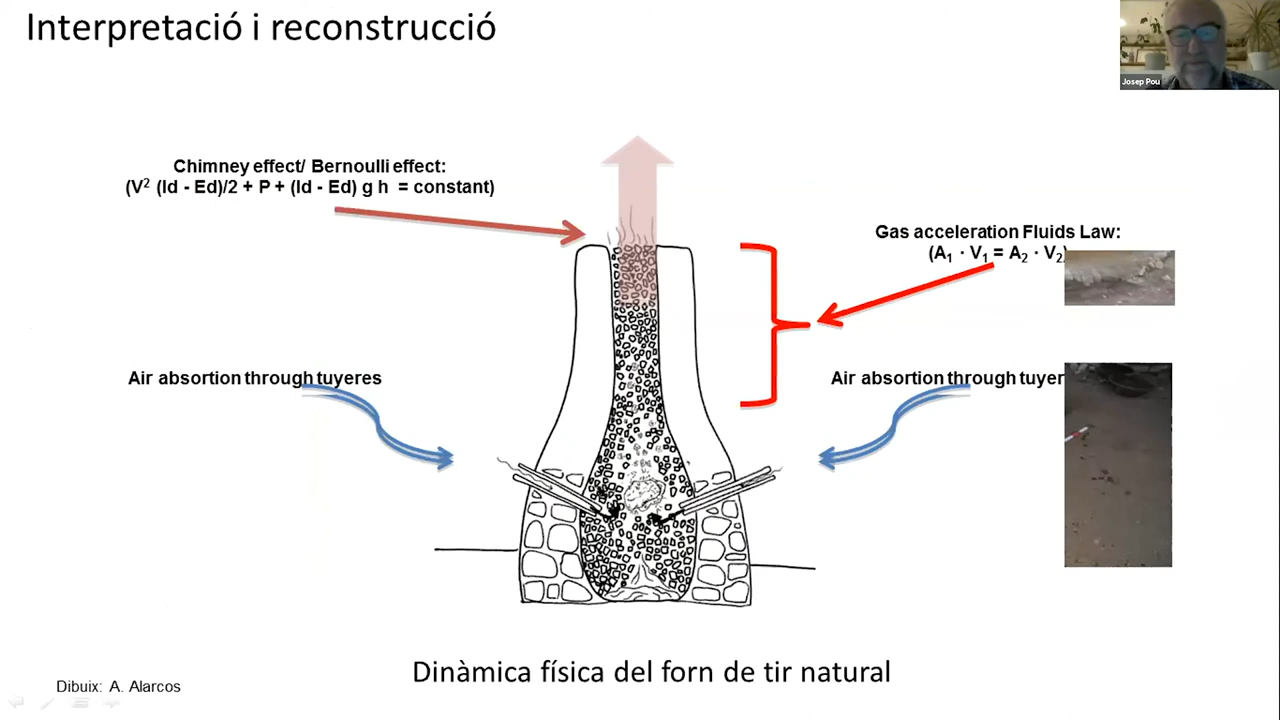 Interpretació i reconstrucció
Josep Pou
Chimney effect/ Bernoulli effect:
(V² (Id - Ed)/2 + P + (Id - Ed) g h = constant)
Gas acceleration Fluids Law:
(A₁ · V₁ = A₂ · V₂)
Air absortion through tuyeres
Air absortion through tuyer
Dinàmica física del forn de tir natural
Dibuix: A. Alarcos